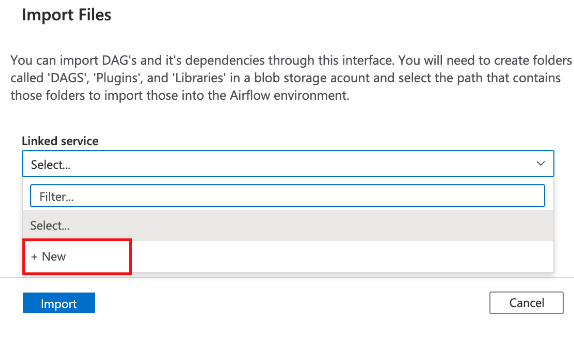 Import Files
You can import DAG's and it's dependencies through this interface. You will need to create folders
called 'DAGS', 'Plugins', and 'Libraries' in a blob storage acount and select the path that contains
those folders to import those into the Airflow environment.
Linked service
Select...
Filter...
Select...
+ New
Import
Cancel